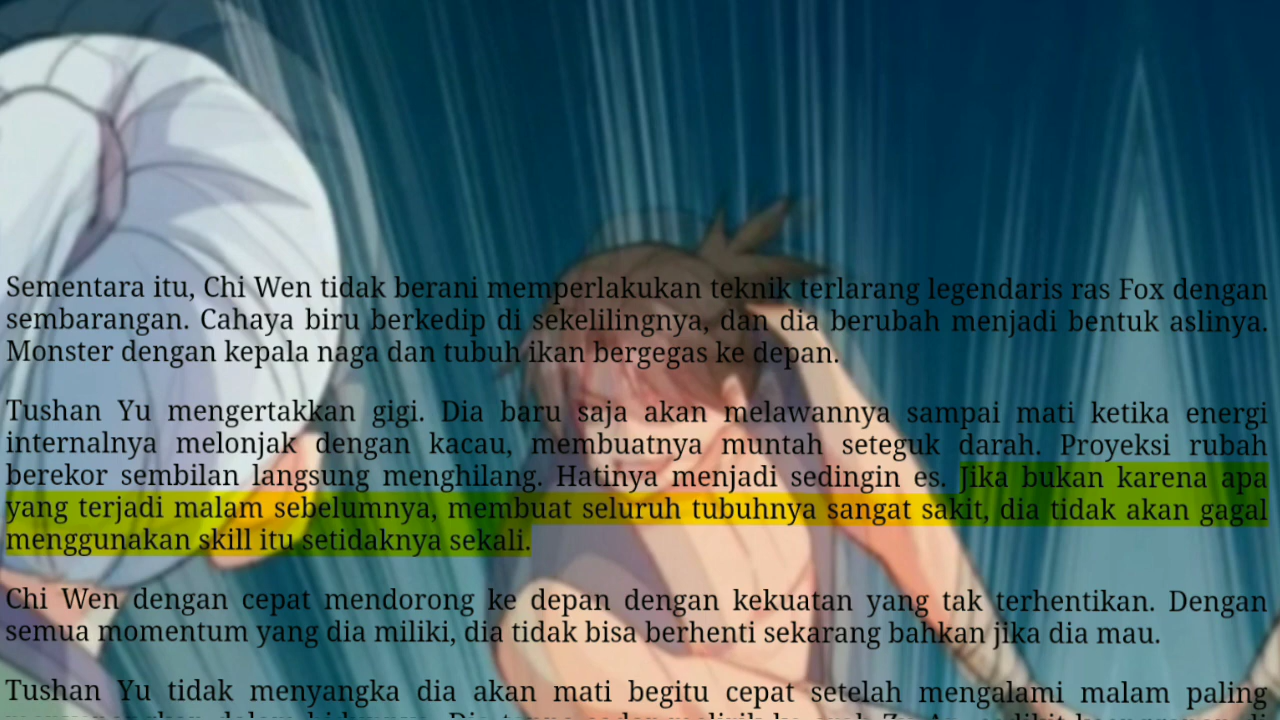 Sementara itu, Chi Wen tidak berani memperlakukan teknik terlarang legendaris ras Fox dengan
sembarangan. Cahaya biru berkedip di sekelilingnya, dan dia berubah menjadi bentuk aslinya.
Monster dengan kepala naga dan tubuh ikan bergegas ke depan.
Tushan Yu mengertakkan gigi. Dia baru saja akan melawannya sampai mati ketika energi
internalnya melonjak dengan kacau, membuatnya muntah seteguk darah. Proyeksi rubah
berekor sembilan langsung menghilang. Hatinya menjadi sedingin es. Jika bukan karena apa
yang terjadi malam sebelumnya, membuat seluruh tubuhnya sangat sakit, dia tidak akan gagal
menggunakan skill itu setidaknya sekali.
Chi Wen dengan cepat mendorong ke depan dengan kekuatan yang tak terhentikan. Dengan
semua momentum yang dia miliki, dia tidak bisa berhenti sekarang bahkan jika dia mau.
Tushan Yu tidak menyangka dia akan mati begitu cepat setelah mengalami malam paling